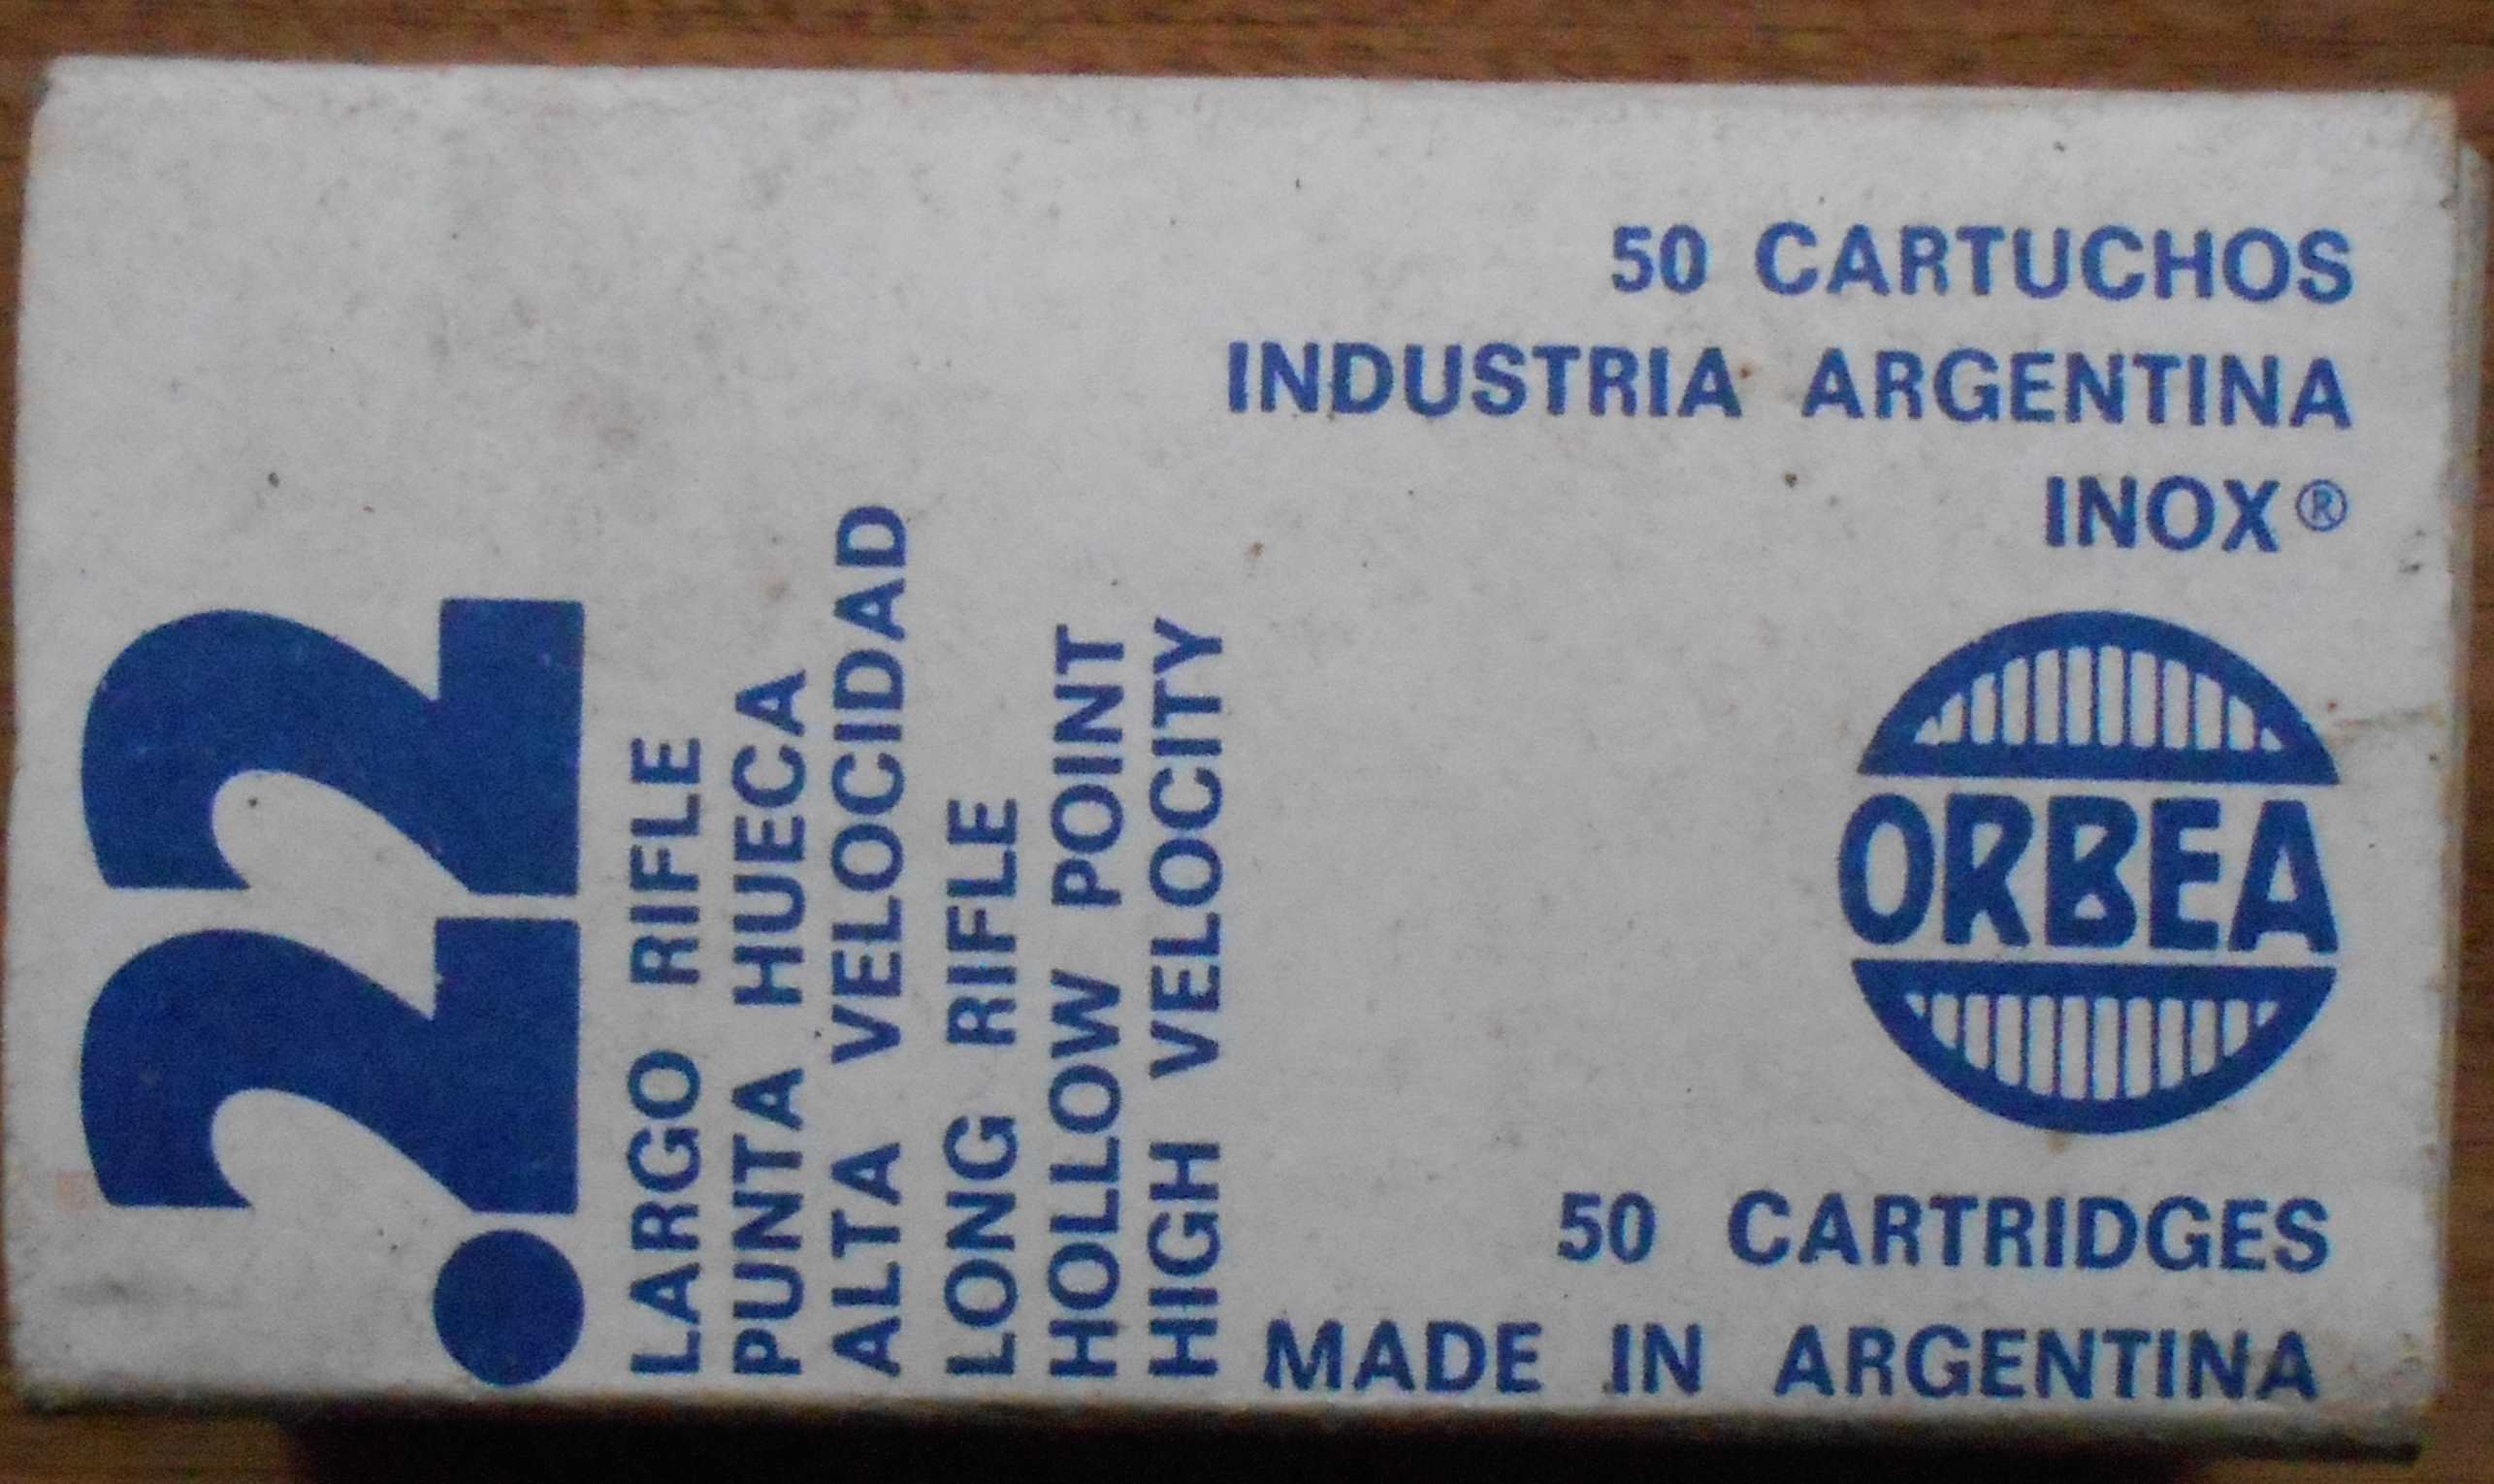 .22
LARGO RIFLE
PUNTA HUECA
ALTA VELOCIDAD
LONG RIFLE
HOLLOW POINT
HIGH VELOCITY
50 CARTUCHOS
INDUSTRIA ARGENTINA
INOX®
ORBEA
50 CARTRIDGES
MADE IN ARGENTINA